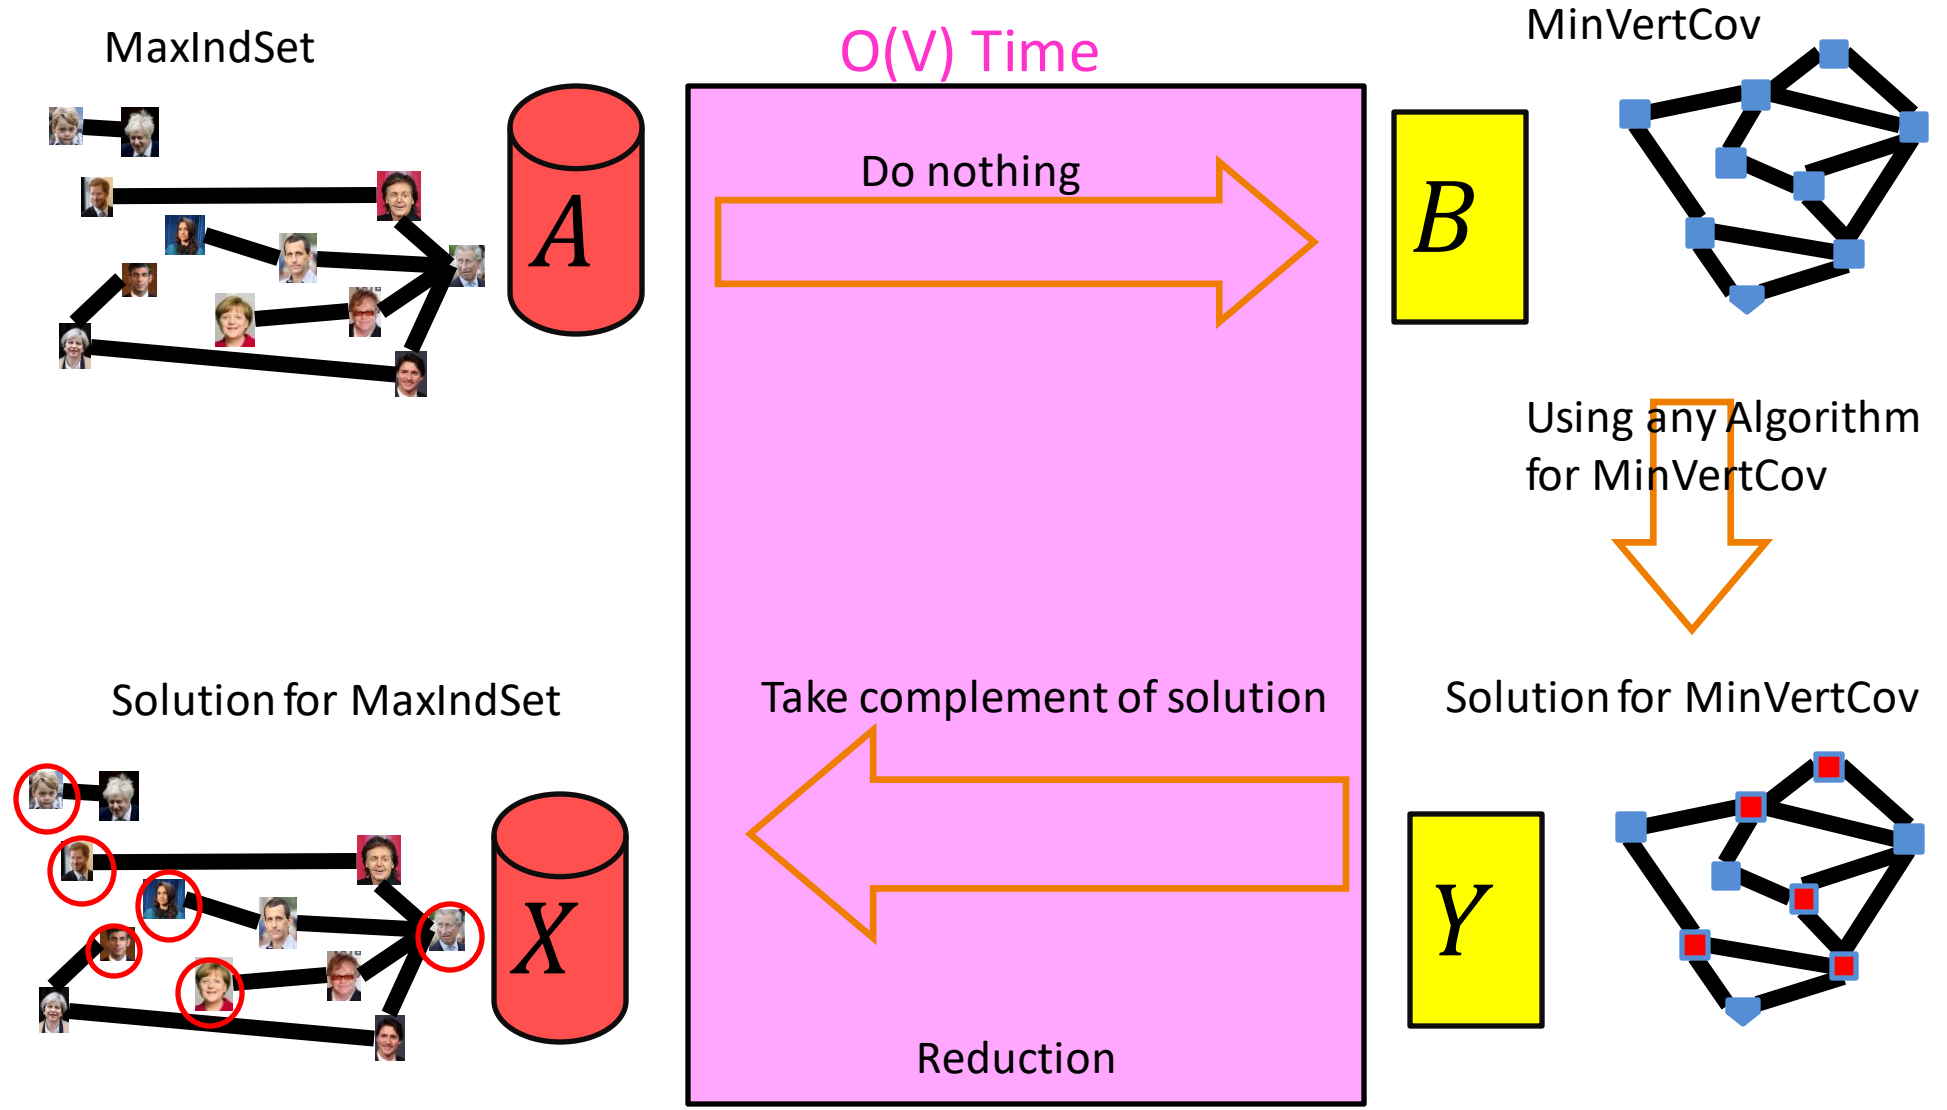 MaxIndSet
O(V) Time
MinVertCov
A
Do nothing
B
Using any Algorithm
for MinVertCov
Solution for MaxIndSet
Take complement of solution
Solution for MinVertCov
X
Y
Reduction